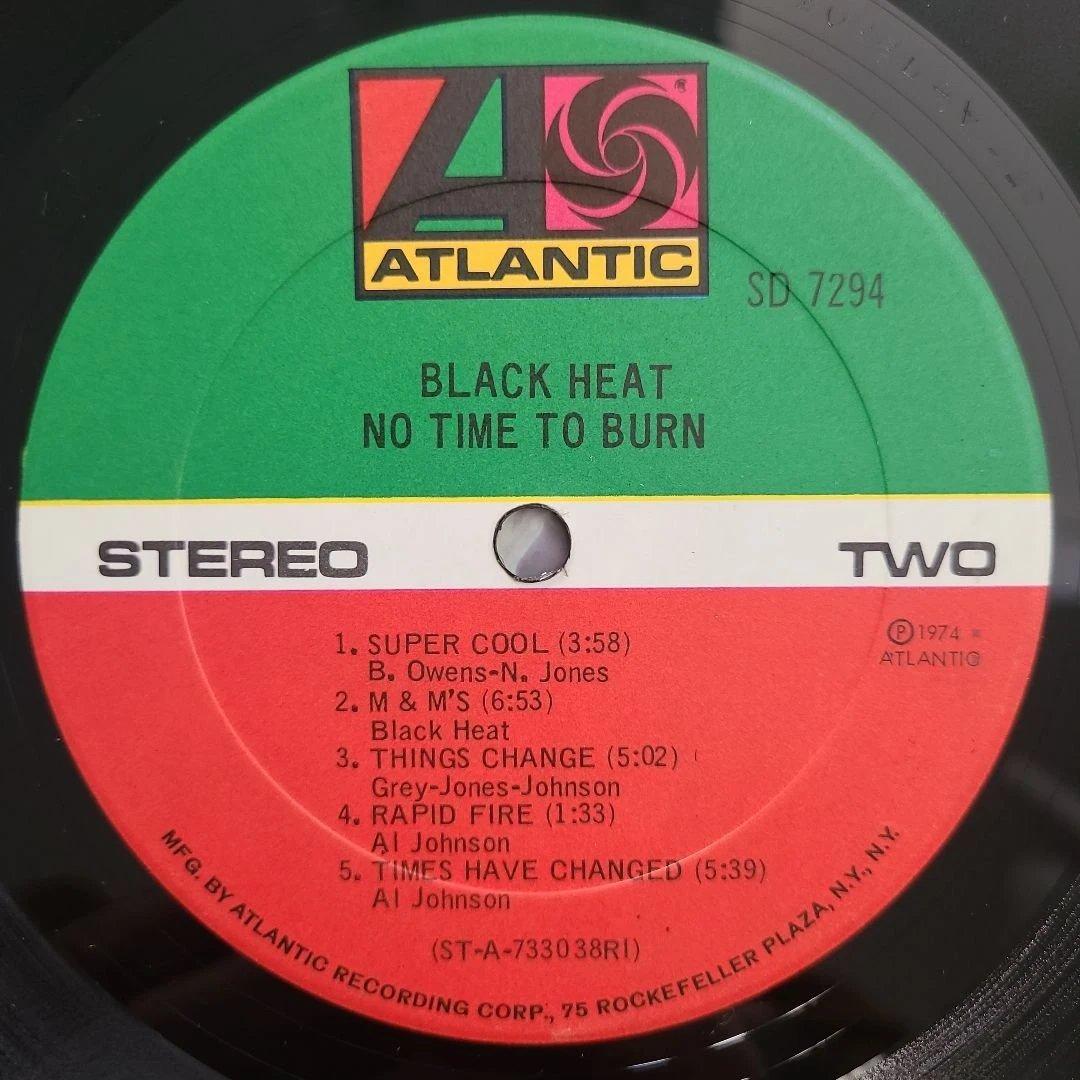 ATLANTIC
®
SD 7294
BLACK HEAT
NO TIME TO BURN
STEREO
TWO
℗ 1974
ATLANTIC
1. SUPER COOL (3:58)
B. Owens-N. Jones
2. M & M'S (6:53)
Black Heat
3. THINGS CHANGE (5:02)
Grey-Jones-Johnson
4. RAPID FIRE (1:33)
Al Johnson
5. TIMES HAVE CHANGED (5:39)
Al Johnson
(ST-A-733038RI)
MFG. BY ATLANTIC RECORDING CORP., 75 ROCKEFELLER PLAZA, N.Y., N.Y.